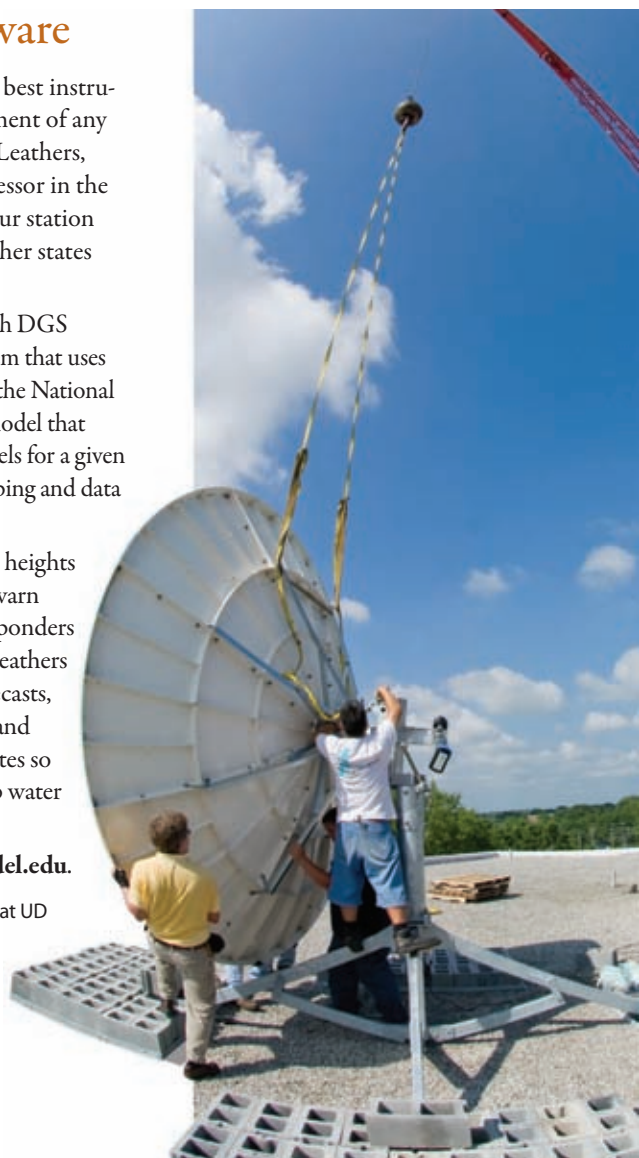 ware
best instru-
ment of any
Leathers,
essor in the
ur station
her states
h DGS
m that uses
the National
odel that
els for a given
ping and data
heights
warn
ponders
eathers
casts,
and
tes so
o water
del.edu.
at UD